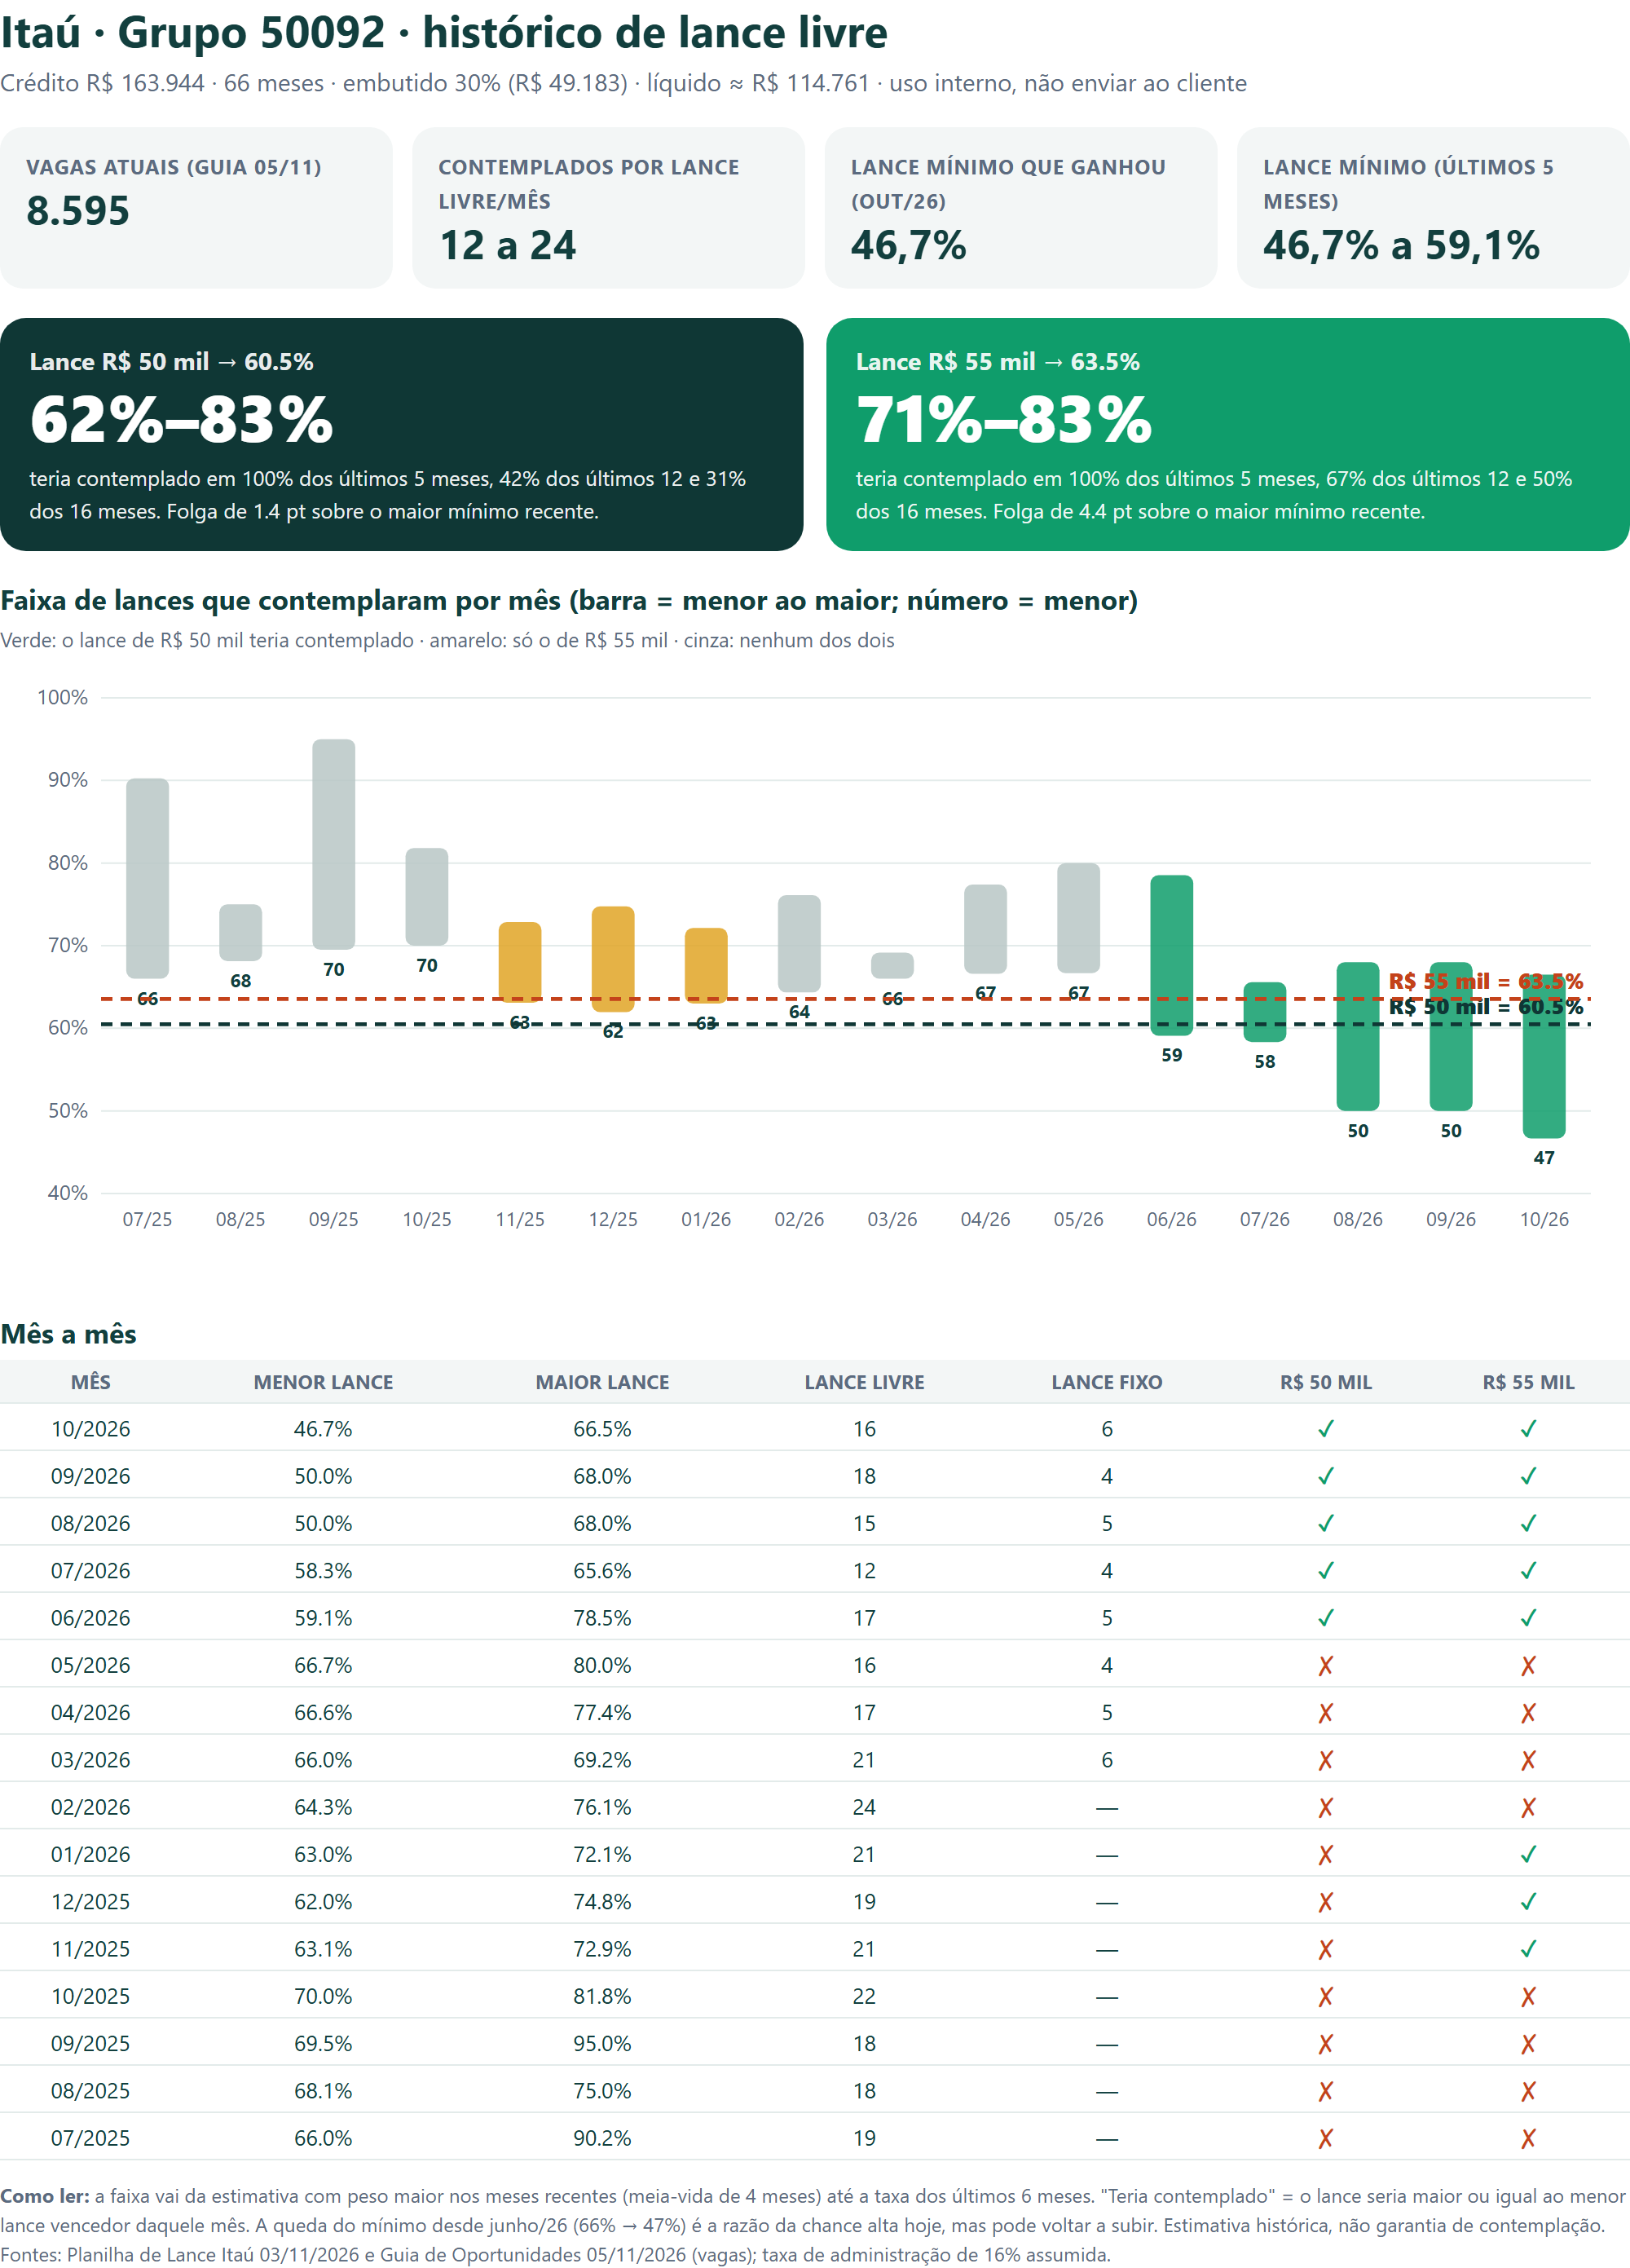 Itaú · Grupo 50092 · histórico de lance livre
Crédito R$ 163.944 · 66 meses · embutido 30% (R$ 49.183) · líquido ≈ R$ 114.761 · uso interno, não enviar ao cliente
VAGAS ATUAIS (GUIA 05/11)
8.595
CONTEMPLADOS POR LANCE
LIVRE/MÊS
12 a 24
LANCE MÍNIMO QUE GANHOU
(OUT/26)
46,7%
LANCE MÍNIMO (ÚLTIMOS 5
MESES)
46,7% a 59,1%
Lance R$ 50 mil → 60.5%
62%–83%
teria contemplado em 100% dos últimos 5 meses, 42% dos últimos 12 e 31%
dos 16 meses. Folga de 1.4 pt sobre o maior mínimo recente.
Lance R$ 55 mil → 63.5%
71%–83%
teria contemplado em 100% dos últimos 5 meses, 67% dos últimos 12 e 50%
dos 16 meses. Folga de 4.4 pt sobre o maior mínimo recente.
Faixa de lances que contemplaram por mês (barra = menor ao maior; número = menor)
Verde: o lance de R$ 50 mil teria contemplado · amarelo: só o de R$ 55 mil · cinza: nenhum dos dois
100%
90%
80%
70%
60%
50%
40%
66 68 70 70 63 62 63 64 66 67 67 59 58 50 50 47
R$ 55 mil = 63.5%
R$ 50 mil = 60.5%
07/25 08/25 09/25 10/25 11/25 12/25 01/26 02/26 03/26 04/26 05/26 06/26 07/26 08/26 09/26 10/26
Mês a mês
MÊS MENOR LANCE MAIOR LANCE LANCE LIVRE LANCE FIXO R$ 50 MIL R$ 55 MIL
10/2026 46.7% 66.5% 16 6 ✓ ✓
09/2026 50.0% 68.0% 18 4 ✓ ✓
08/2026 50.0% 68.0% 15 5 ✓ ✓
07/2026 58.3% 65.6% 12 4 ✓ ✓
06/2026 59.1% 78.5% 17 5 ✓ ✓
05/2026 66.7% 80.0% 16 4 ✗ ✗
04/2026 66.6% 77.4% 17 5 ✗ ✗
03/2026 66.0% 69.2% 21 6 ✗ ✗
02/2026 64.3% 76.1% 24 — ✗ ✗
01/2026 63.0% 72.1% 21 — ✗ ✓
12/2025 62.0% 74.8% 19 — ✗ ✓
11/2025 63.1% 72.9% 21 — ✗ ✓
10/2025 70.0% 81.8% 22 — ✗ ✗
09/2025 69.5% 95.0% 18 — ✗ ✗
08/2025 68.1% 75.0% 18 — ✗ ✗
07/2025 66.0% 90.2% 19 — ✗ ✗
Como ler: a faixa vai da estimativa com peso maior nos meses recentes (meia-vida de 4 meses) até a taxa dos últimos 6 meses. "Teria contemplado" = o lance seria maior ou igual ao menor
lance vencedor daquele mês. A queda do mínimo desde junho/26 (66% → 47%) é a razão da chance alta hoje, mas pode voltar a subir. Estimativa histórica, não garantia de contemplação.
Fontes: Planilha de Lance Itaú 03/11/2026 e Guia de Oportunidades 05/11/2026 (vagas); taxa de administração de 16% assumida.